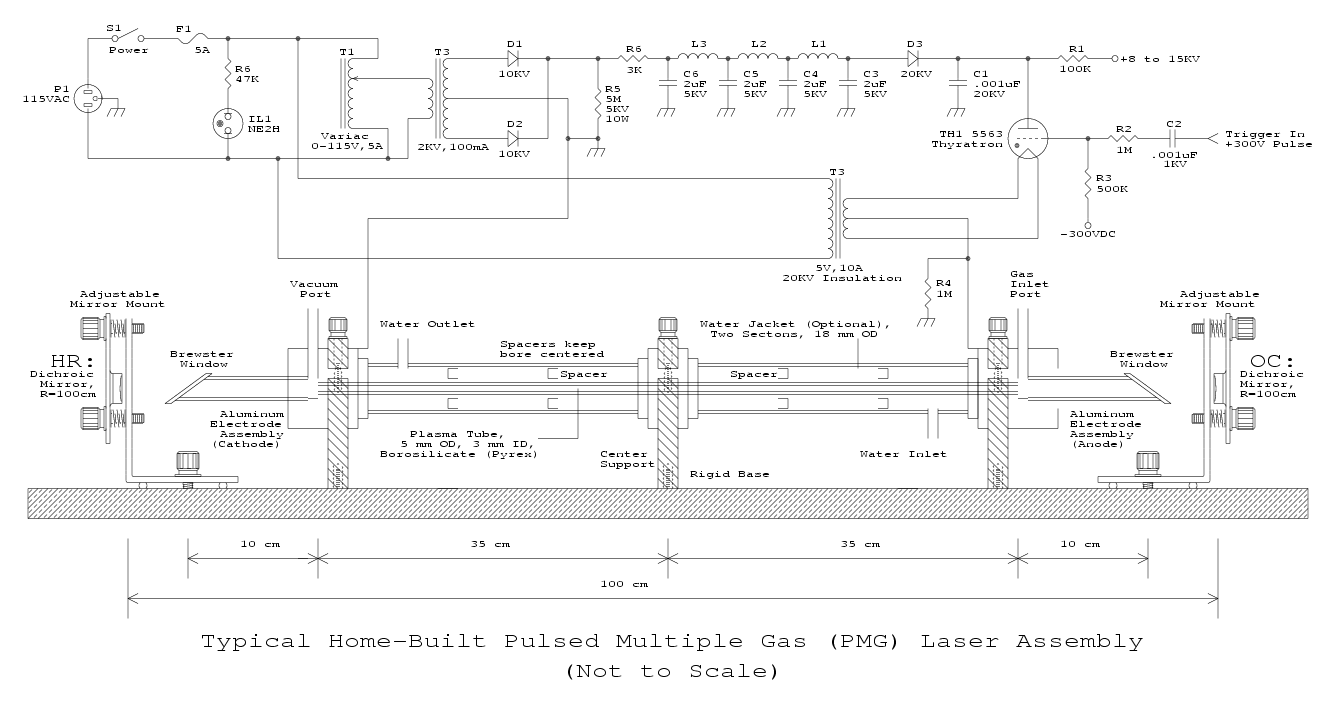 S1
Power
F1
5A
P1
115VAC
R6
47K
IL1
NE2H
T1
Variac
0-115V,5A
T3
2KV,100mA
D1
10KV
D2
10KV
R5
5M
5KV
10W
R6
3K
L3
L2
L1
C6
2uF
5KV
C5
2uF
5KV
C4
2uF
5KV
C3
2uF
5KV
D3
20KV
C1
.001uF
20KV
R1
100K
+8 to 15KV
TH1 5563
Thyratron
R2
1M
C2
.001uF
1KV
Trigger In
+300V Pulse
R3
500K
-300VDC
T3
5V,10A
20KV Insulation
R4
1M
Adjustable
Mirror Mount
HR:
Dichroic
Mirror,
R=100cm
Brewster
Window
Vacuum
Port
Water Outlet
Spacers keep
bore centered
Spacer
Spacer
Water Jacket (Optional),
Two Sectons, 18 mm OD
Gas
Inlet
Port
Adjustable
Mirror Mount
Brewster
Window
OC:
Dichroic
Mirror,
R=100cm
Aluminum
Electrode
Assembly
(Cathode)
Plasma Tube,
5 mm OD, 3 mm ID,
Borosilicate (Pyrex)
Center
Support
Rigid Base
Water Inlet
Aluminum
Electrode
Assembly
(Anode)
10 cm
35 cm
35 cm
10 cm
100 cm
Typical Home-Built Pulsed Multiple Gas (PMG) Laser Assembly
(Not to Scale)